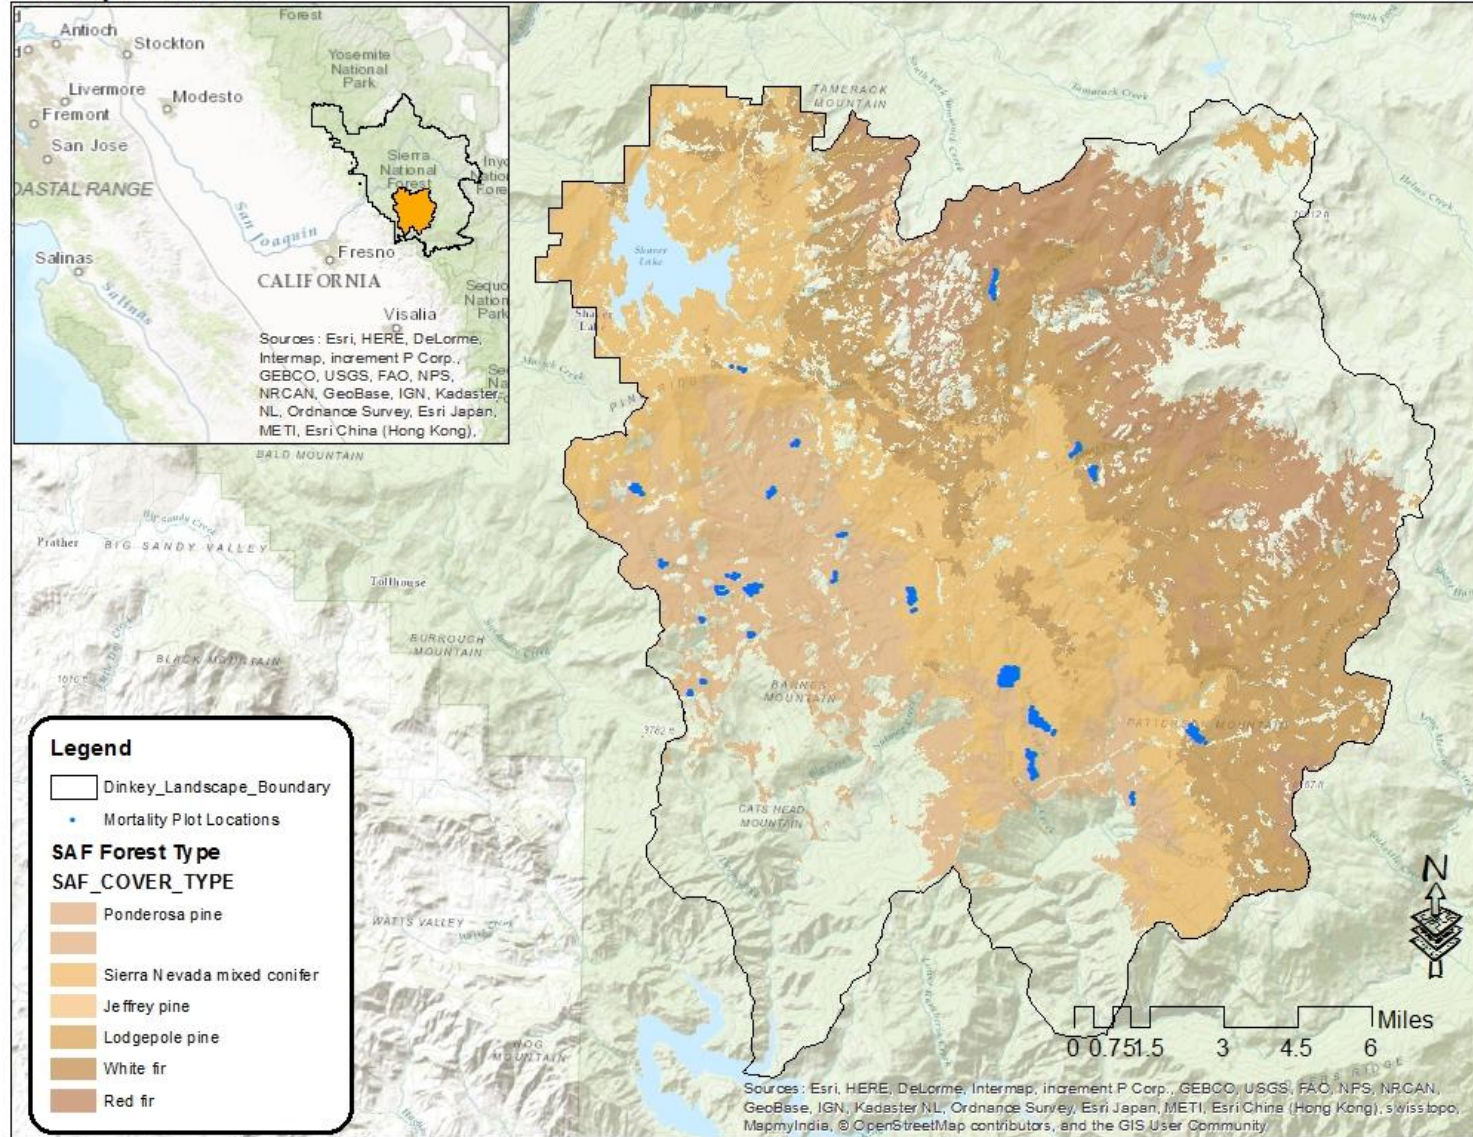 Forest
Antioch
Stockton
Yosemite
National
Park
Livermore
Modesto
Fremont
San Jose
OASTAL RANGE
Sierra
National
Forest
San Joaquin
Fresno
Salinas
Salinas
CALIFORNIA
Visalia
Sources: Esri, HERE, DeLorme,
Intermap, increment P Corp.,
GEBCO, USGS, FAO, NPS,
NRCAN, GeoBase, IGN, Kadaster
NL, Ordnance Survey, Esri Japan,
METI, Esri China (Hong Kong),
TAMARACK
MOUNTAIN
Tamarack Creek
Helms Creek
Shaver
Lake
BALD MOUNTAIN
Big Sandy Creek
Prather
BIG SANDY VALLEY
Tollhouse
BURROUGH
MOUNTAIN
BLACK MOUNTAIN
BARNES
MOUNTAIN
3782 ft
PATTERSON MOUNTAIN
CATS HEAD
MOUNTAIN
WATTS VALLEY
HOG
MOUNTAIN
Legend
Dinkey_Landscape_Boundary
Mortality Plot Locations
SAF Forest Type
SAF_COVER_TYPE
Ponderosa pine
Sierra Nevada mixed conifer
Jeffrey pine
Lodgepole pine
White fir
Red fir
N
Miles
0 0.75 1.5 3 4.5 6
RIDGE
Sources: Esri, HERE, DeLorme, Intermap, increment P Corp., GEBCO, USGS, FAO, NPS, NRCAN,
GeoBase, IGN, Kadaster NL, Ordnance Survey, Esri Japan, METI, Esri China (Hong Kong), swisstopo,
MapmyIndia, © OpenStreetMap contributors, and the GIS User Community